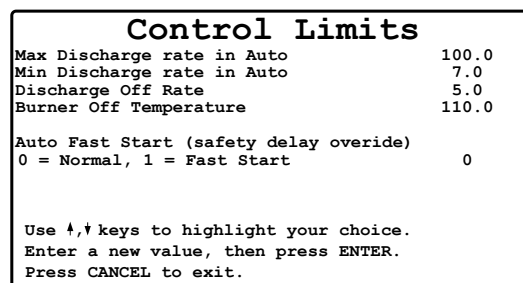 Control Limits
Max Discharge rate in Auto 100.0
Min Discharge rate in Auto 7.0
Discharge Off Rate 5.0
Burner Off Temperature 110.0
Auto Fast Start (safety delay overide)
0 = Normal, 1 = Fast Start 0
Use ↑,↓ keys to highlight your choice.
Enter a new value, then press ENTER.
Press CANCEL to exit.